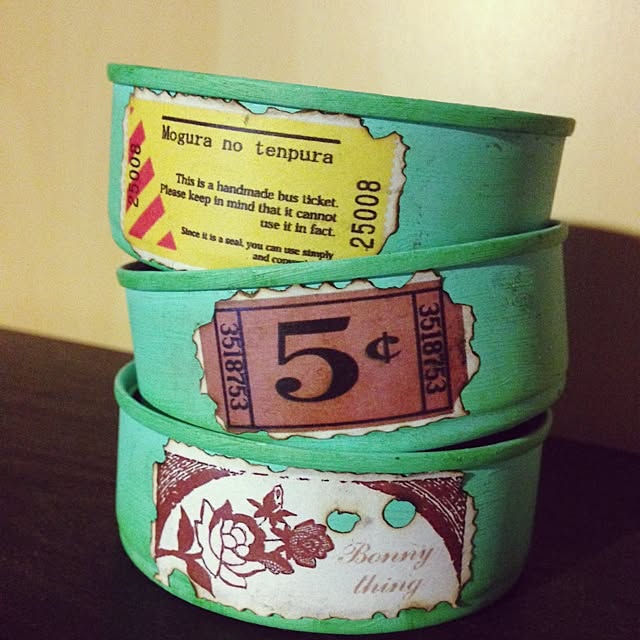 Mogura no tenpura
25008
This is a handmade bus ticket.
Please keep in mind that it cannot
use it in fact.
Since it is a seal, you can use simply
25008
3518753
5¢
3518753
Bonny
thing